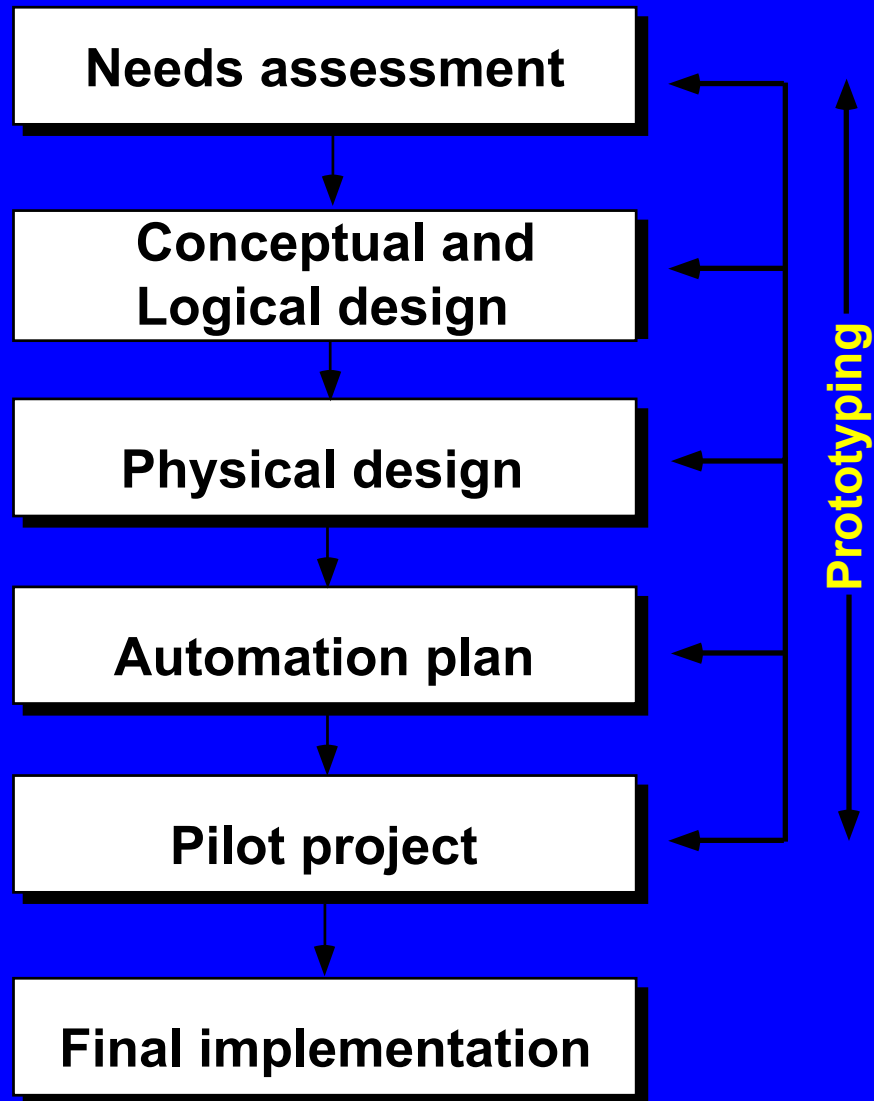 Needs assessment
Conceptual and
Logical design
Physical design
Automation plan
Pilot project
Final implementation
Prototyping